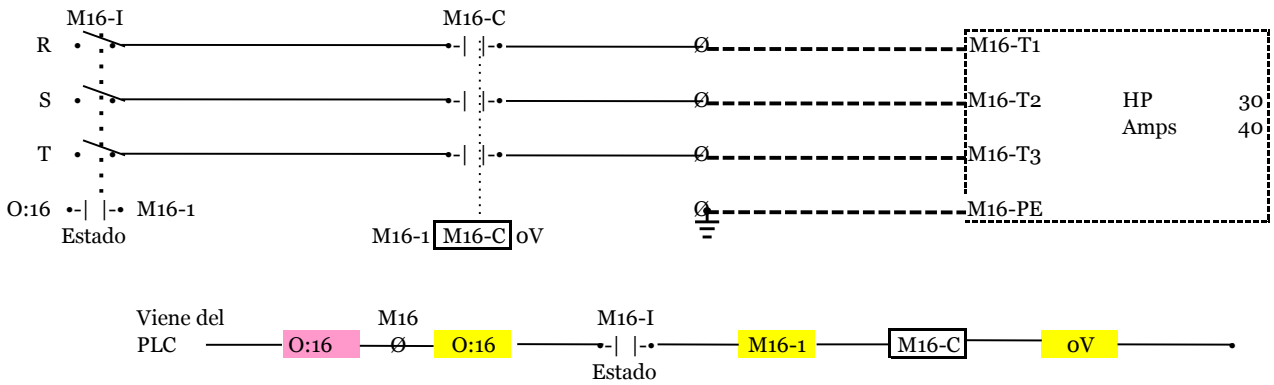 M16-I M16-C
R M16-T1
S M16-T2 HP 30
Amps 40
T M16-T3
O:16 M16-1 M16-PE
Estado M16-1 M16-C 0V
Viene del M16 M16-I
PLC O:16 Ø O:16 M16-1 M16-C 0V
Estado